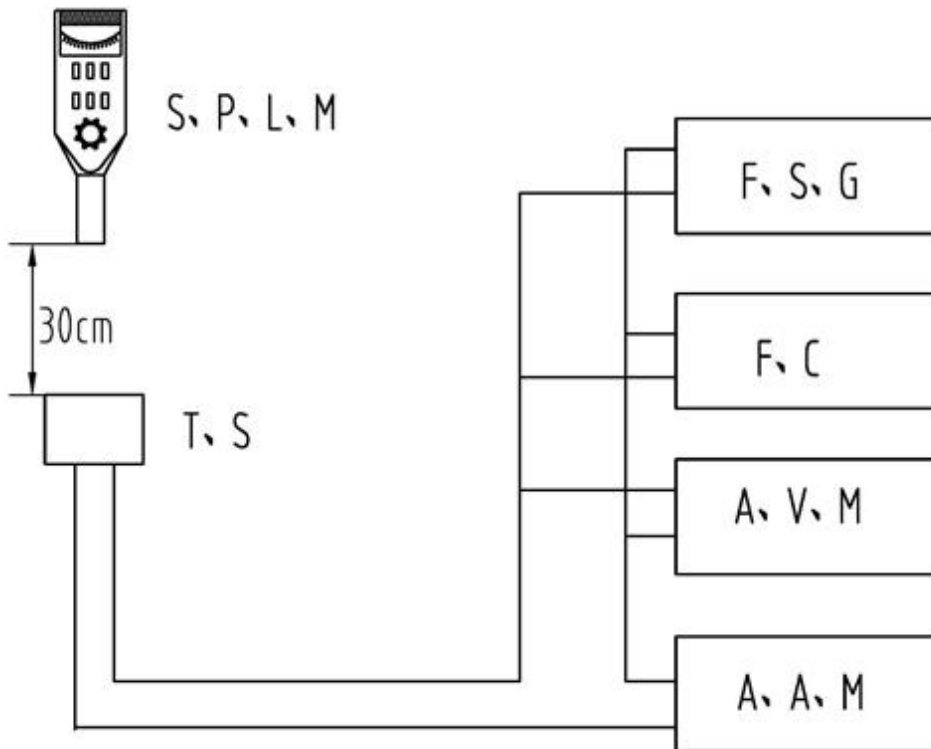 S、P、L、M
F、S、G
30cm
F、C
T、S
A、V、M
A、A、M